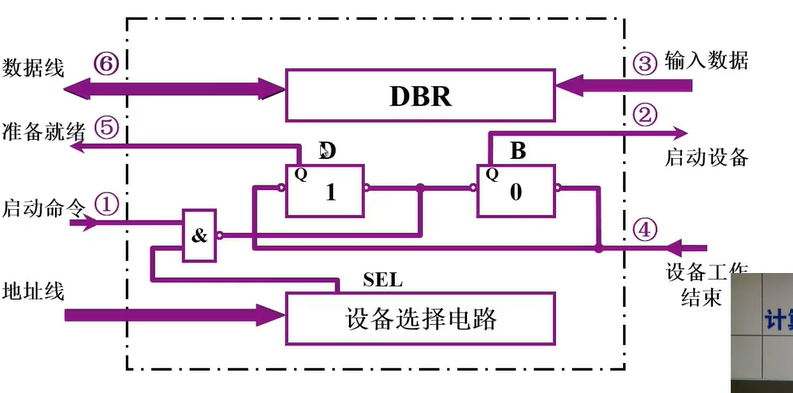 数据线
⑥
DBR
③
输入数据
准备就绪
⑤
D
Q
1
B
Q
0
②
启动设备
启动命令
①
&
④
设备工作
结束
地址线
SEL
设备选择电路
计